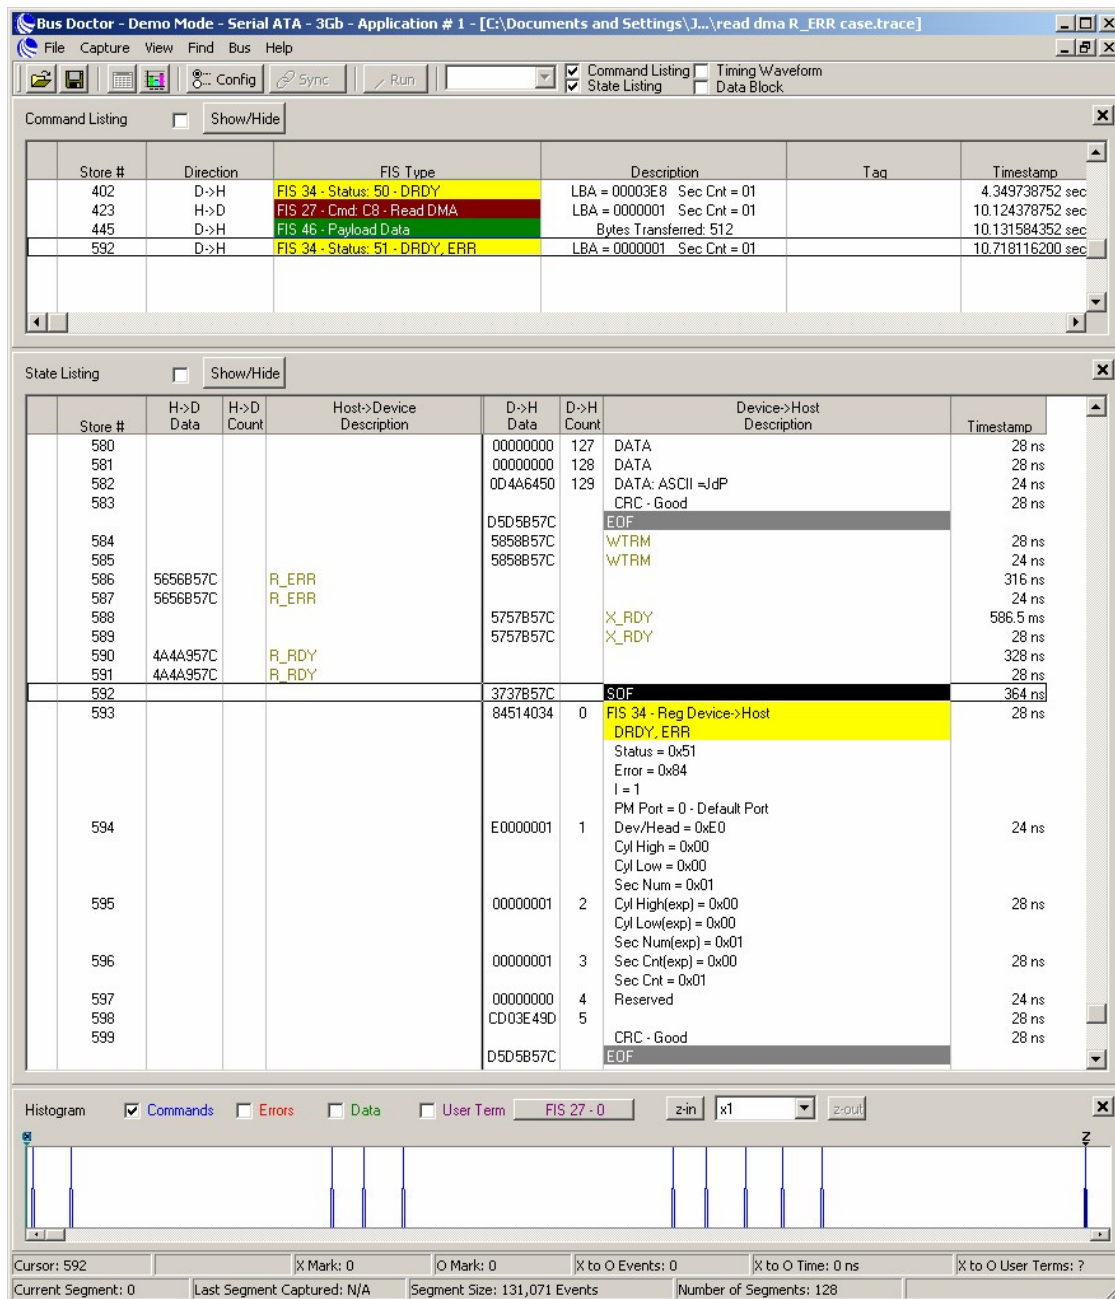 Bus Doctor - Demo Mode - Serial ATA - 3Gb - Application # 1 - [C:\Documents and Settings\J...\read dma R_ERR case.trace]
File Capture View Find Bus Help
Config Sync Run Command Listing Timing Waveform
State Listing Data Block
Command Listing Show/Hide
Store # Direction FIS Type Description Tag Timestamp
402 D->H FIS 34 - Status: 50 - DRDY LBA = 00003E8 Sec Cnt = 01 4.349738752 sec
423 H->D FIS 27 - Cmd: C8 - Read DMA LBA = 0000001 Sec Cnt = 01 10.124378752 sec
445 D->H FIS 46 - Payload Data Bytes Transferred: 512 10.131584352 sec
592 D->H FIS 34 - Status: 51 - DRDY, ERR LBA = 0000001 Sec Cnt = 01 10.718116200 sec
State Listing Show/Hide
H->D H->D Host->Device D->H D->H Device->Host
Store # Data Count Description Data Count Description Timestamp
580 00000000 127 DATA 28 ns
581 00000000 128 DATA 28 ns
582 0D4A6450 129 DATA: ASCII =JdP 24 ns
583 CRC - Good 28 ns
D5D5B57C EOF
584 5858B57C WTRM 28 ns
585 5858B57C WTRM 24 ns
586 5656B57C R_ERR 316 ns
587 5656B57C R_ERR 24 ns
588 5757B57C X_RDY 586.5 ms
589 5757B57C X_RDY 28 ns
590 4A4A957C R_RDY 328 ns
591 4A4A957C R_RDY 28 ns
592 3737B57C SOF 364 ns
593 84514034 0 FIS 34 - Reg Device->Host 28 ns
DRDY, ERR
Status = 0x51
Error = 0x84
I = 1
PM Port = 0 - Default Port
594 E0000001 1 Dev/Head = 0xE0 24 ns
Cyl High = 0x00
Cyl Low = 0x00
Sec Num = 0x01
595 00000001 2 Cyl High(exp) = 0x00 28 ns
Cyl Low(exp) = 0x00
Sec Num(exp) = 0x01
596 00000001 3 Sec Cnt(exp) = 0x00 28 ns
Sec Cnt = 0x01
597 00000000 4 Reserved 24 ns
598 CD03E49D 5 28 ns
599 CRC - Good 28 ns
D5D5B57C EOF
Histogram Commands Errors Data User Term FIS 27 - 0 z-in x1 z-out
Z
Cursor: 592 X Mark: 0 O Mark: 0 X to O Events: 0 X to O Time: 0 ns X to O User Terms: ?
Current Segment: 0 Last Segment Captured: N/A Segment Size: 131,071 Events Number of Segments: 128